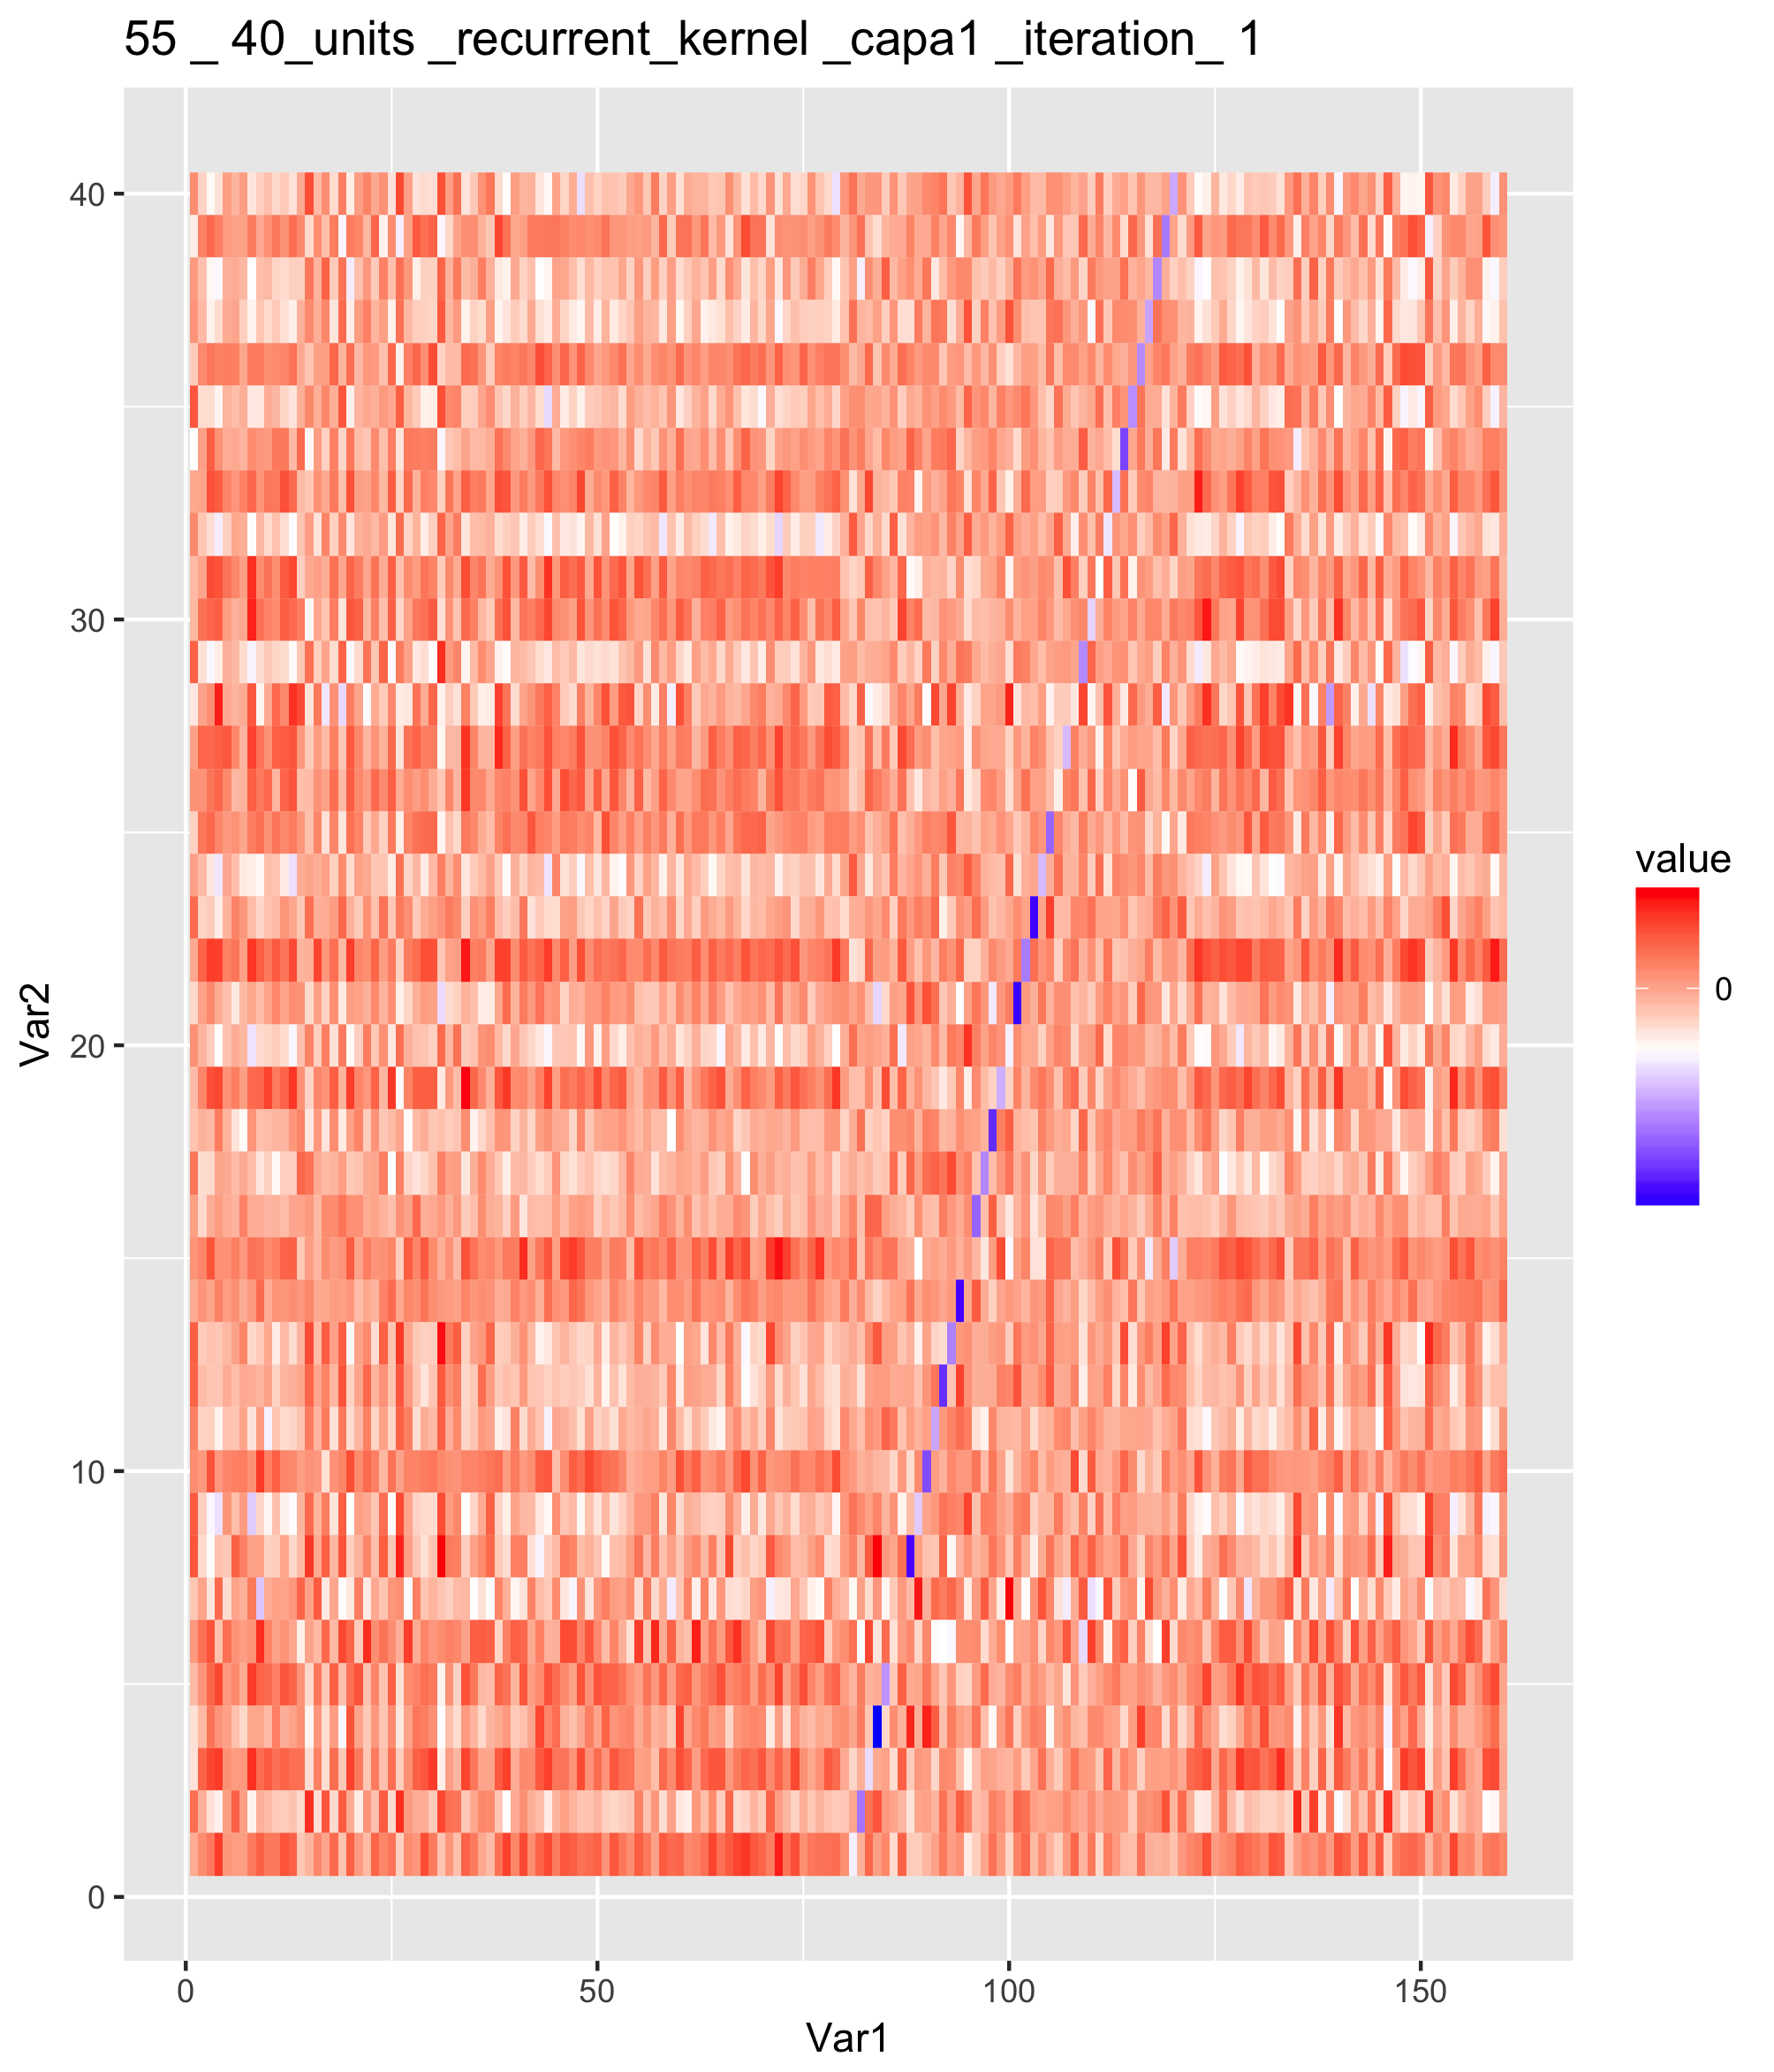 55 _ 40_units _recurrent_kernel _capa1 _iteration_ 1
40
30
20
10
0
Var2
0 50 100 150
Var1
value
0